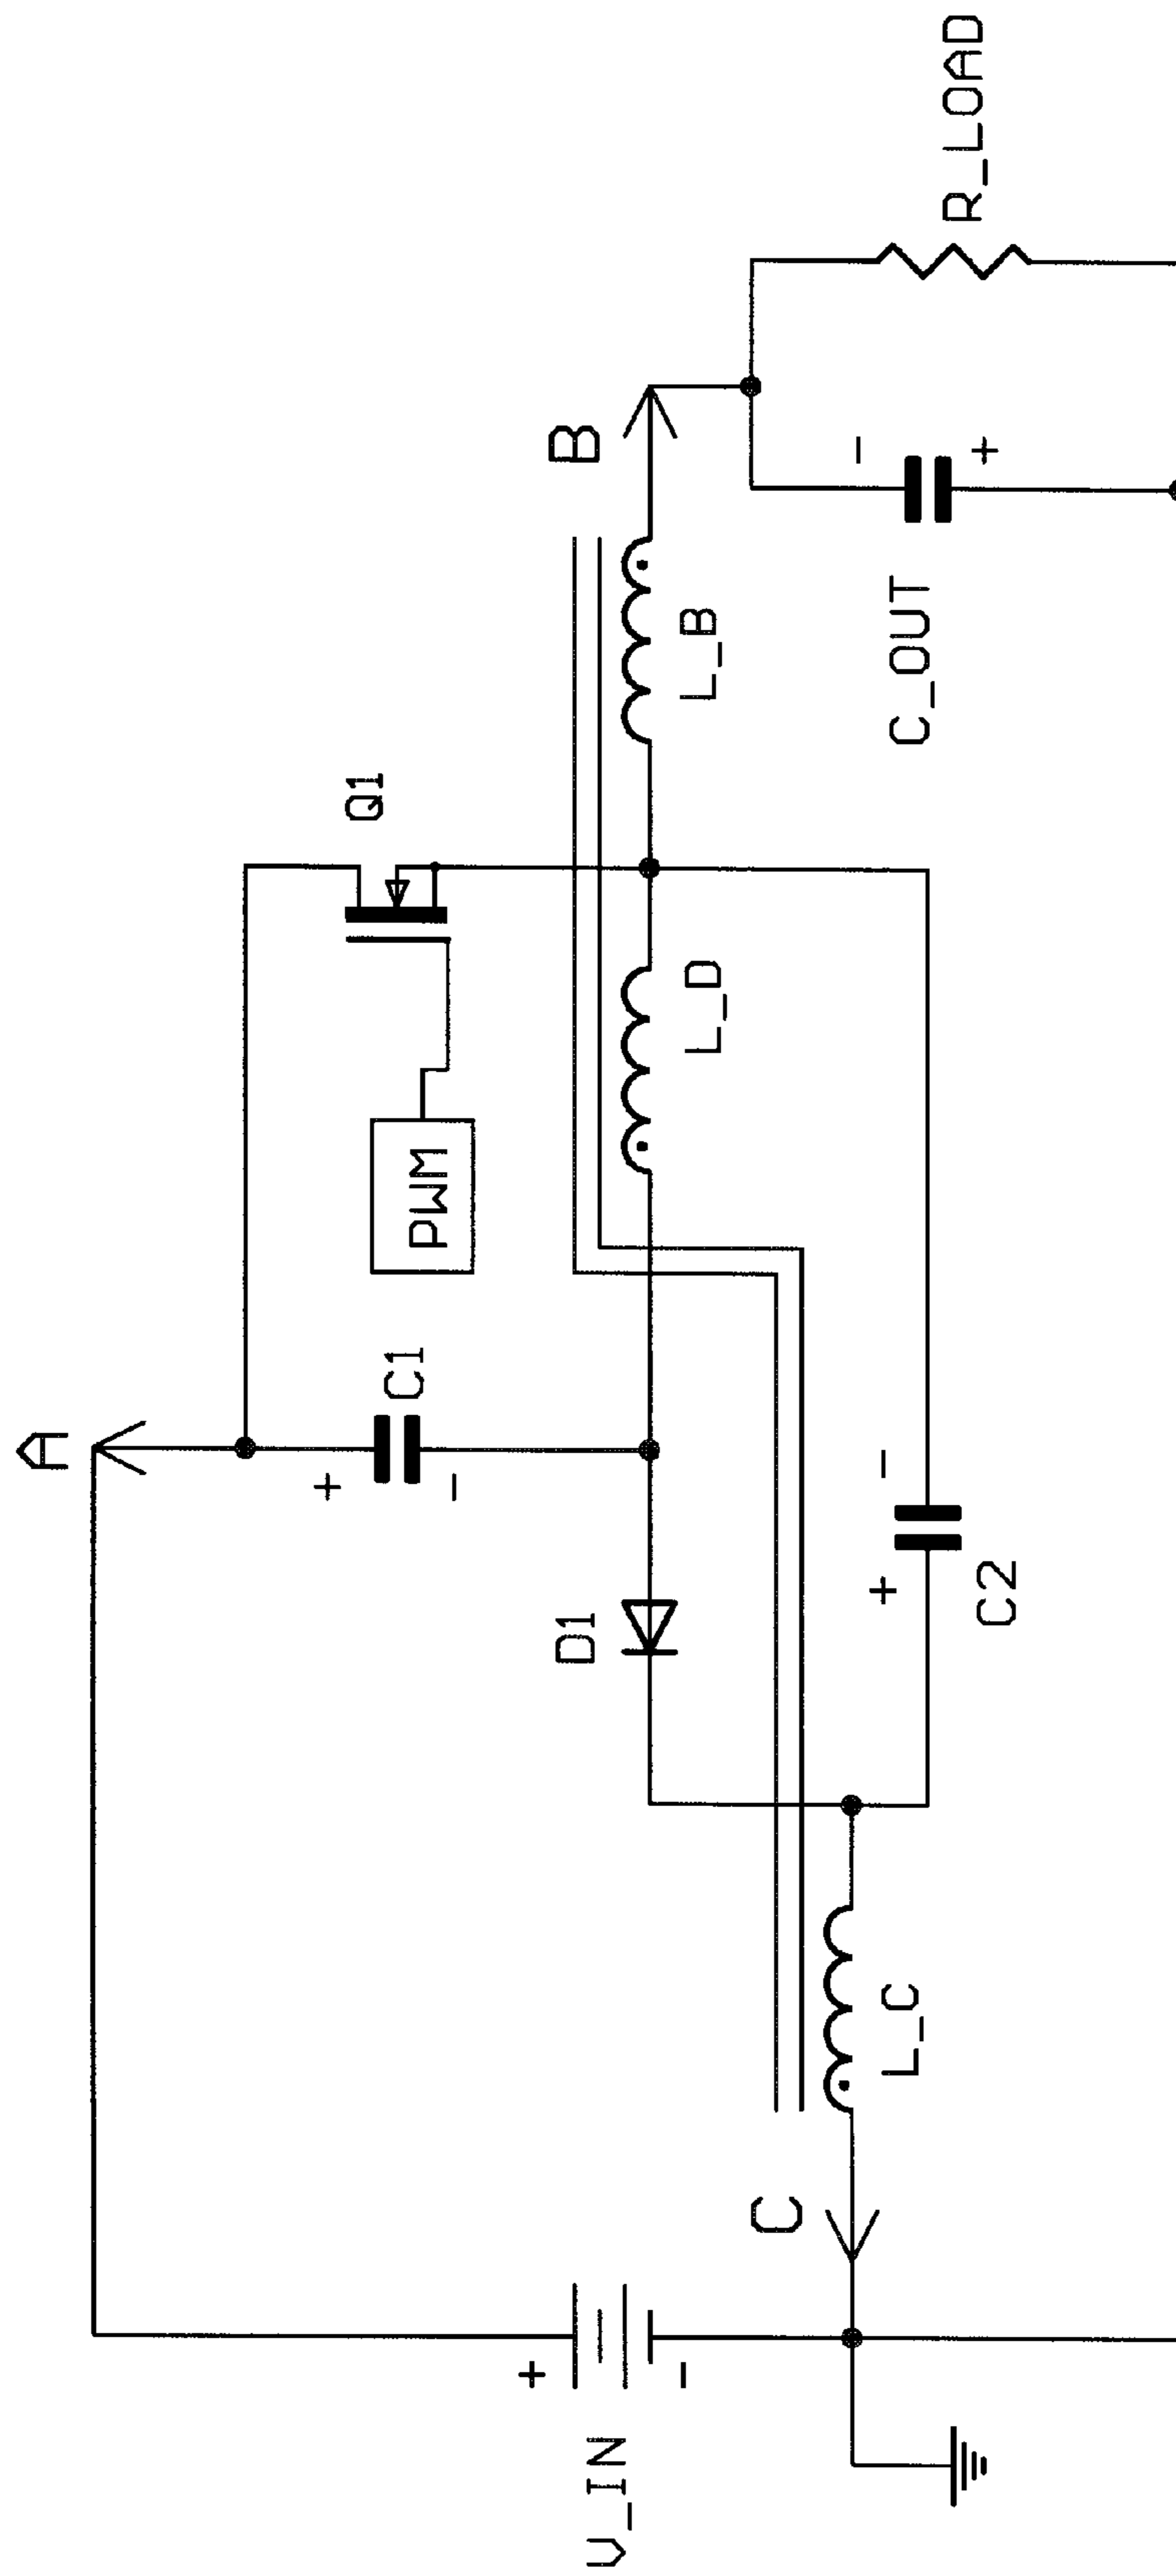 A
Q1
B
R_LOAD
PWM
C1
+
-
L_D
L_B
-
+
C_OUT
D1
C
+
-
C2
L_C
+
-
V_IN